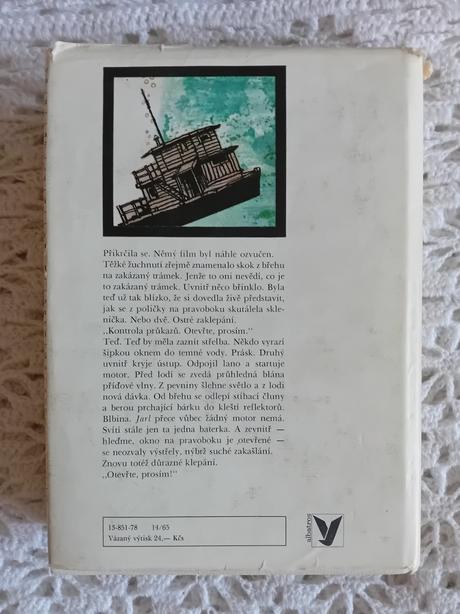 Přikrčila se. Němý film byl náhle ozvučen.
Těžké žuchnutí zřejmě znamenalo skok z břehu
na zakázaný trámek. Jenže to oni nevědí, co je
to zakázaný trámek. Uvnitř něco břinklo. Byla
teď už tak blízko, že si dovedla živě představit,
jak se z poličky na pravoboku skutálela skle-
nička. Nebo dvě. Ostré zaklepání.
„Kontrola průkazů. Otevřte, prosím.“
Teď. Teď by měla zaznít střelba. Někdo vyrazí
šipkou oknem do temné vody. Prásk. Druhý
uvnitř kryje ústup. Odpojil lano a startuje
motor. Před lodí se zvedá průhledná blána
příďové vlny. Z pevniny šlehne světlo a z lodi
nová dávka. Od břehu se odlepí stíhací čluny
a berou prchající bárku do kleští reflektorů.
Blbina. Jarl přece vůbec žádný motor nemá.
Svítí stále jen ta jedna baterka. A zevnitř —
hleďme, okno na pravoboku je otevřené —
se neozvaly výstřely, nýbrž suché zakašlání.
Znovu totéž důrazné klepání.
„Otevřte, prosím!“
13-851-78 14/65
Vázaný výtisk 24,— Kčs
albatros